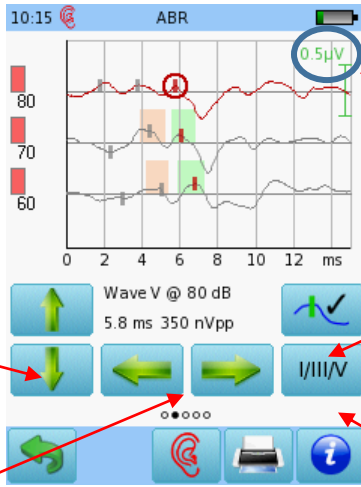 10:15 ABR
0.5µV
80
70
60
0 2 4 6 8 10 12 ms
Wave V @ 80 dB
5.8 ms 350 nVpp
I/III/V
i